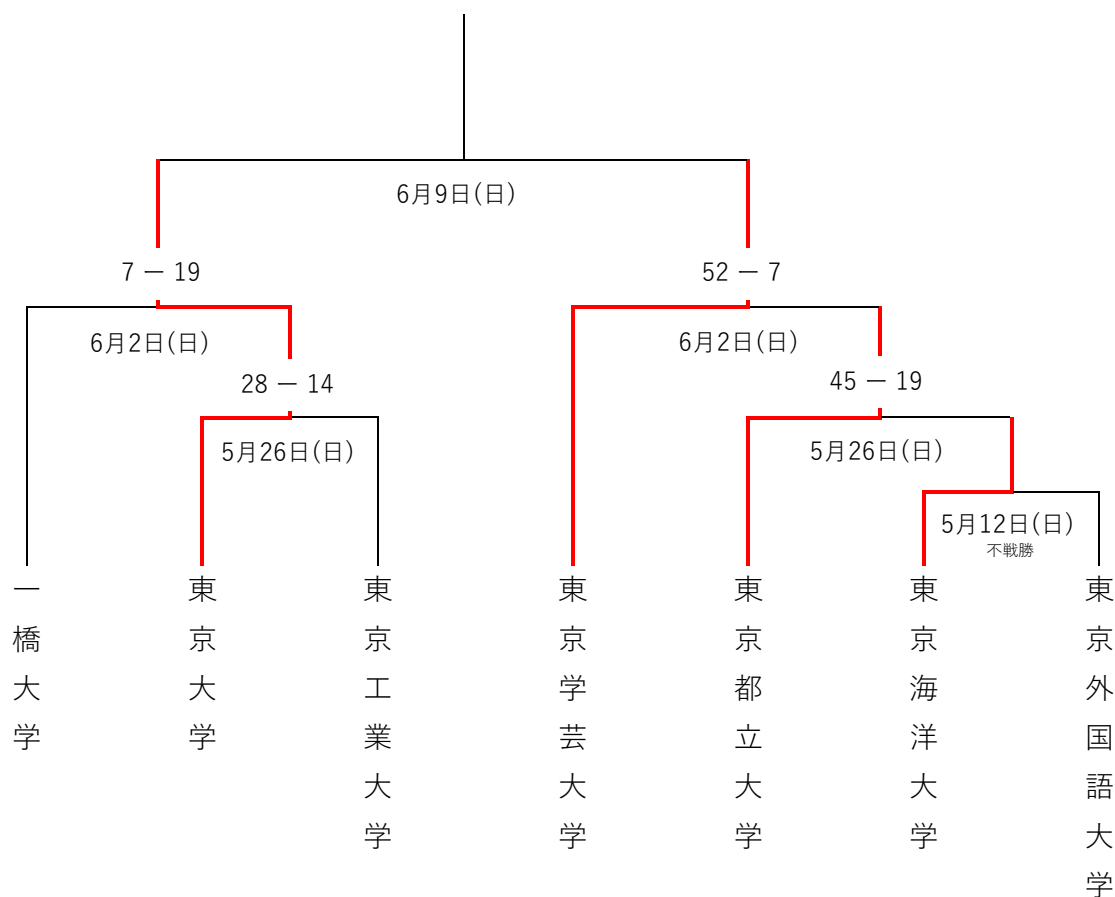 6月9日(日)
7 ー 19
52 ー 7
6月2日(日)
6月2日(日)
28 ー 14
45 ー 19
5月26日(日)
5月26日(日)
5月12日(日)
不戦勝
一橋大学
東京大学
東京工業大学
東京学芸大学
東京都立大学
東京海洋大学
東京外国語大学